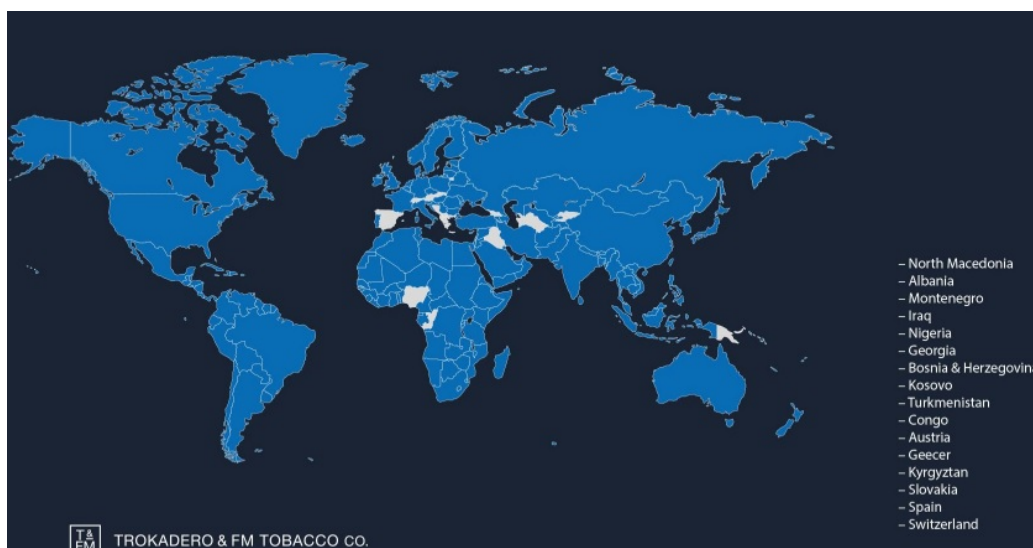 – North Macedonia
– Albania
– Montenegro
– Iraq
– Nigeria
– Georgia
– Bosnia & Herzegovina
– Kosovo
– Turkmenistan
– Congo
– Austria
– Geecer
– Kyrgyztan
– Slovakia
– Spain
– Switzerland
T &
FM
TROKADERO & FM TOBACCO CO.